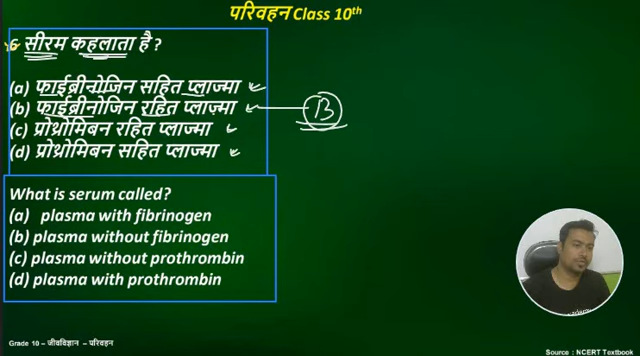 परिवहन Class 10th
6 सीरम कहलाता है ?
(a) फाईब्रीनोजिन सहित प्लाज्मा
(b) फाईब्रीनोजिन रहित प्लाज़्मा
B
(c) प्रोथ्रोमिबन रहित प्लाज्मा
(d) प्रोथ्रोमिबन सहित प्लाज्मा
What is serum called?
(a) plasma with fibrinogen
(b) plasma without fibrinogen
(c) plasma without prothrombin
(d) plasma with prothrombin
Grade 10 – जीवविज्ञान – परिवहन
Source : NCERT Textbook